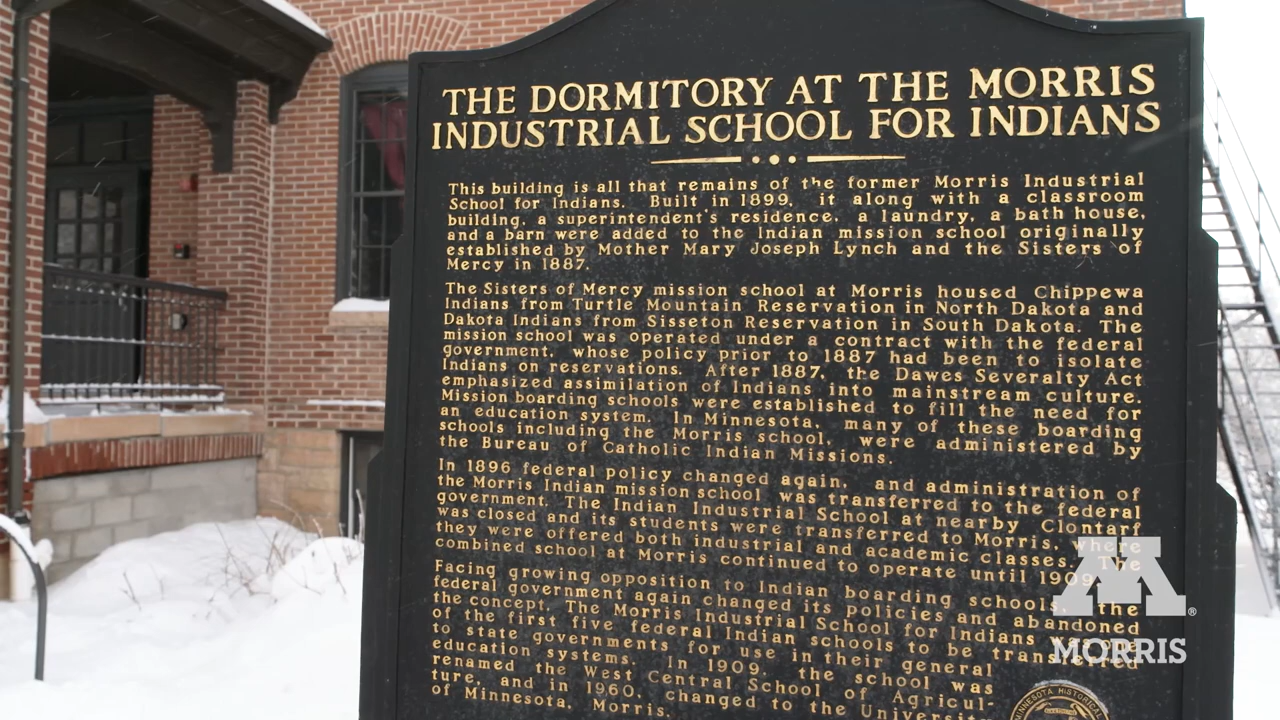 THE DORMITORY AT THE MORRIS
INDUSTRIAL SCHOOL FOR INDIANS
This building is all that remains of the former Morris Industrial
School for Indians. Built in 1899, it along with a classroom
building, a superintendent's residence, a laundry, a bath house,
and a barn were added to the Indian mission school originally
established by Mother Mary Joseph Lynch and the Sisters of
Mercy in 1887.
The Sisters of Mercy mission school at Morris housed Chippewa
Indians from Turtle Mountain Reservation in North Dakota and
Dakota Indians from Sisseton Reservation in South Dakota. The
mission school was operated under a contract with the federal
government, whose policy prior to 1887 had been to isolate
Indians on reservations. After 1887, the Dawes Severalty Act
emphasized assimilation of Indians into mainstream culture.
Mission boarding schools were established to fill the need for
an education system. In Minnesota, many of these boarding
schools including the Morris school, were administered by
the Bureau of Catholic Indian Missions.
In 1896 federal policy changed again, and administration of
the Morris Indian mission school was transferred to the federal
government. The Indian Industrial School at nearby Clontarf
was closed and its students were transferred to Morris, where
they were offered both industrial and academic classes. The
combined school at Morris continued to operate until 1909.
Facing growing opposition to Indian boarding schools, the
federal government again changed its policies and abandoned
the concept. The Morris Industrial School for Indians
of the first five federal Indian schools to be transferred
to state governments for use in their general
education systems. In 1909, the school was
renamed the West Central School of Agricul-
ture, and in 1960, changed to the University
of Minnesota, Morris.
MINNESOTA HISTORICAL
M®
MORRIS